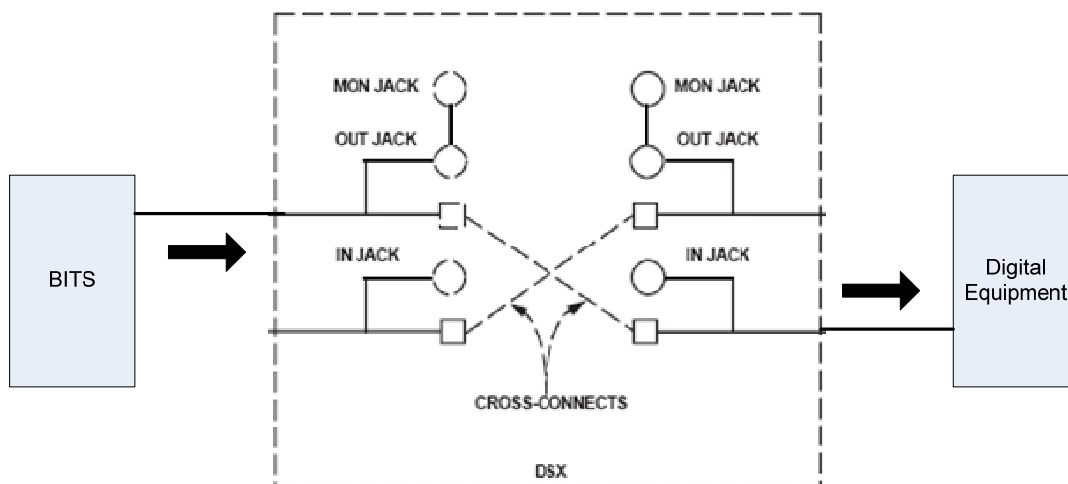 MON JACK
MON JACK
OUT JACK
OUT JACK
BITS
IN JACK
IN JACK
Digital
Equipment
CROSS-CONNECTS
DSX